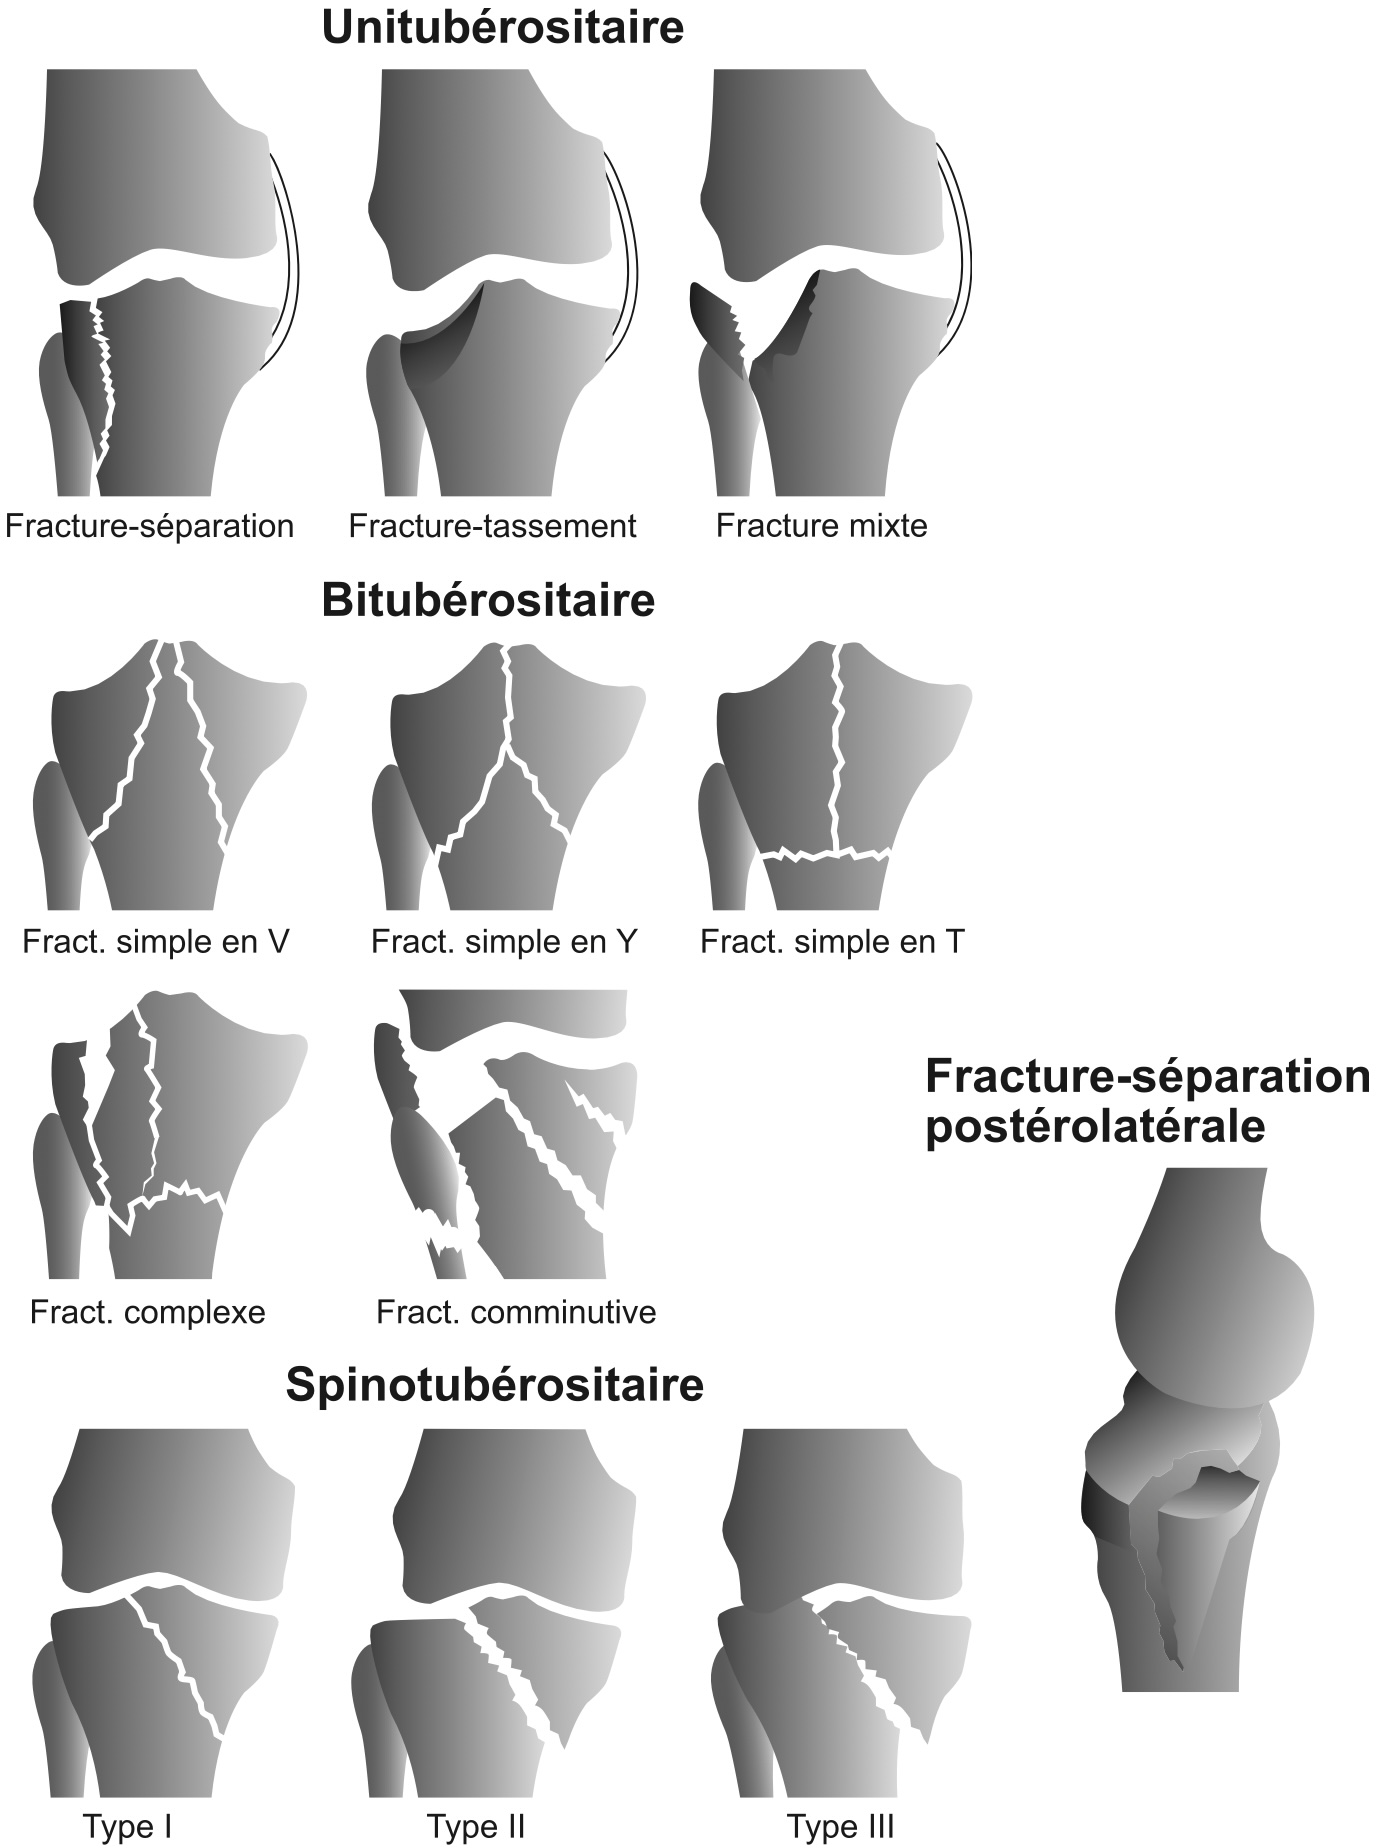 Unitubérositaire
Fracture-séparation
Fracture-tassement
Fracture mixte
Bitubérositaire
Fract. simple en V
Fract. simple en Y
Fract. simple en T
Fract. complexe
Fract. comminutive
Fracture-séparation
postérolatérale
Spinotubérositaire
Type I
Type II
Type III